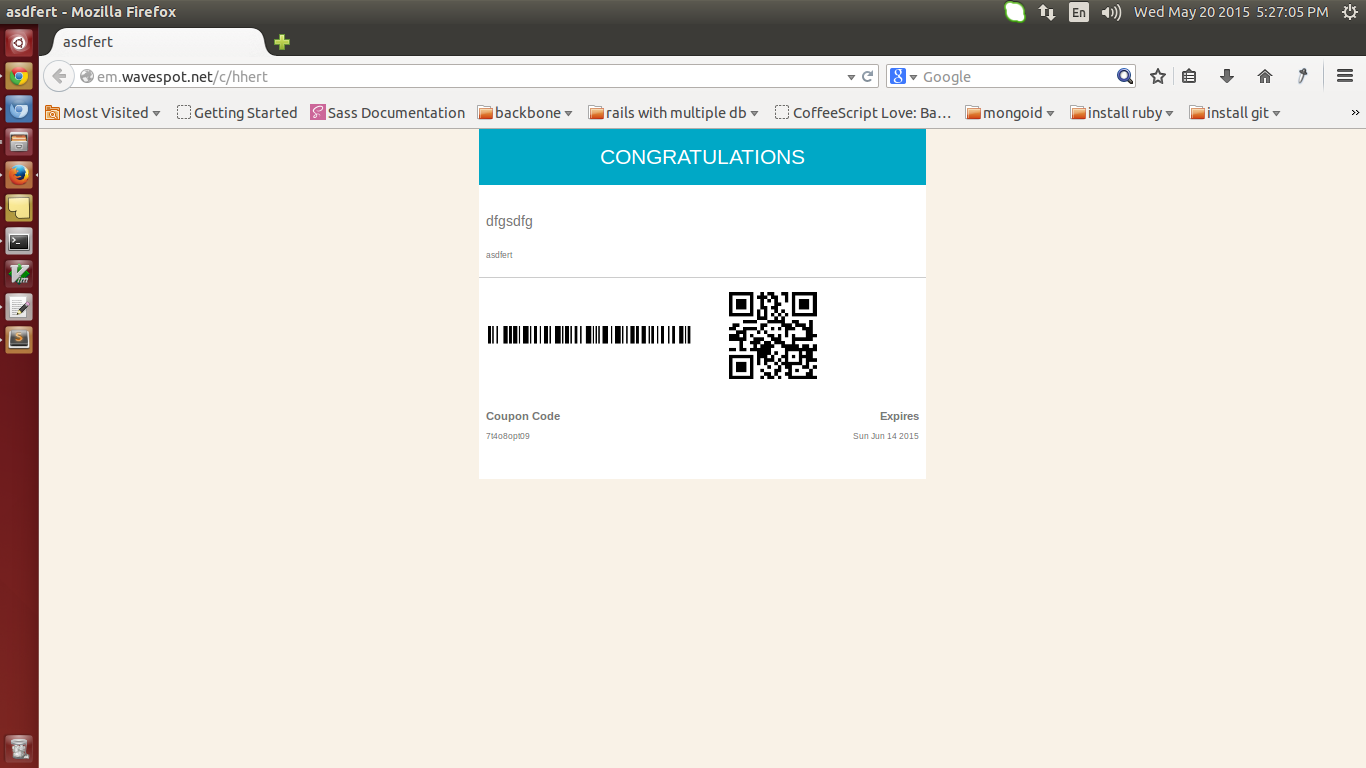 asdfert - Mozilla Firefox
En
Wed May 20 2015 5:27:05 PM
asdfert
em.wavespot.net/c/hhert
Google
Most Visited
Getting Started
Sass Documentation
backbone
rails with multiple db
CoffeeScript Love: Ba...
mongoid
install ruby
install git
CONGRATULATIONS
dfgsdfg
asdfert
Coupon Code
Expires
7t4o8opt09
Sun Jun 14 2015